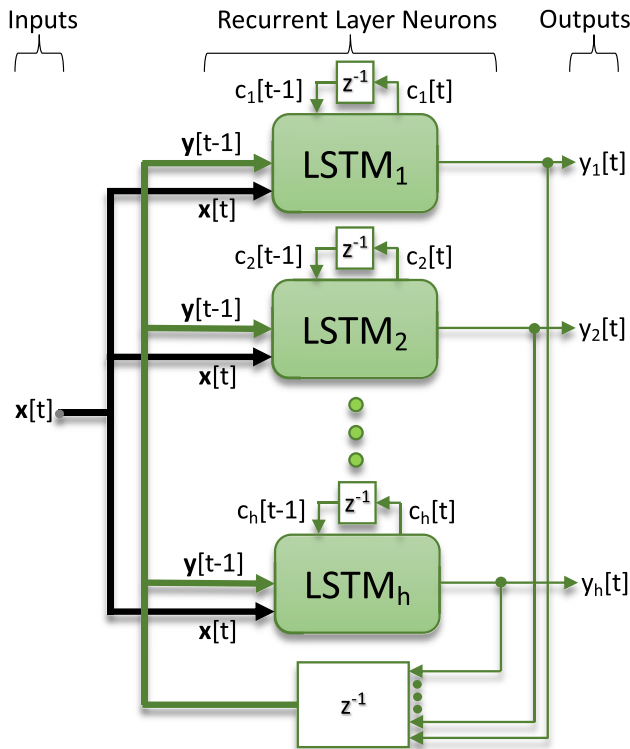 Inputs Recurrent Layer Neurons Outputs
c₁[t-1] z⁻¹ c₁[t]
y[t-1] LSTM₁ y₁[t]
x[t]
c₂[t-1] z⁻¹ c₂[t]
y[t-1] LSTM₂ y₂[t]
x[t]
x[t]
cₕ[t-1] z⁻¹ cₕ[t]
y[t-1] LSTMₕ yₕ[t]
x[t]
z⁻¹